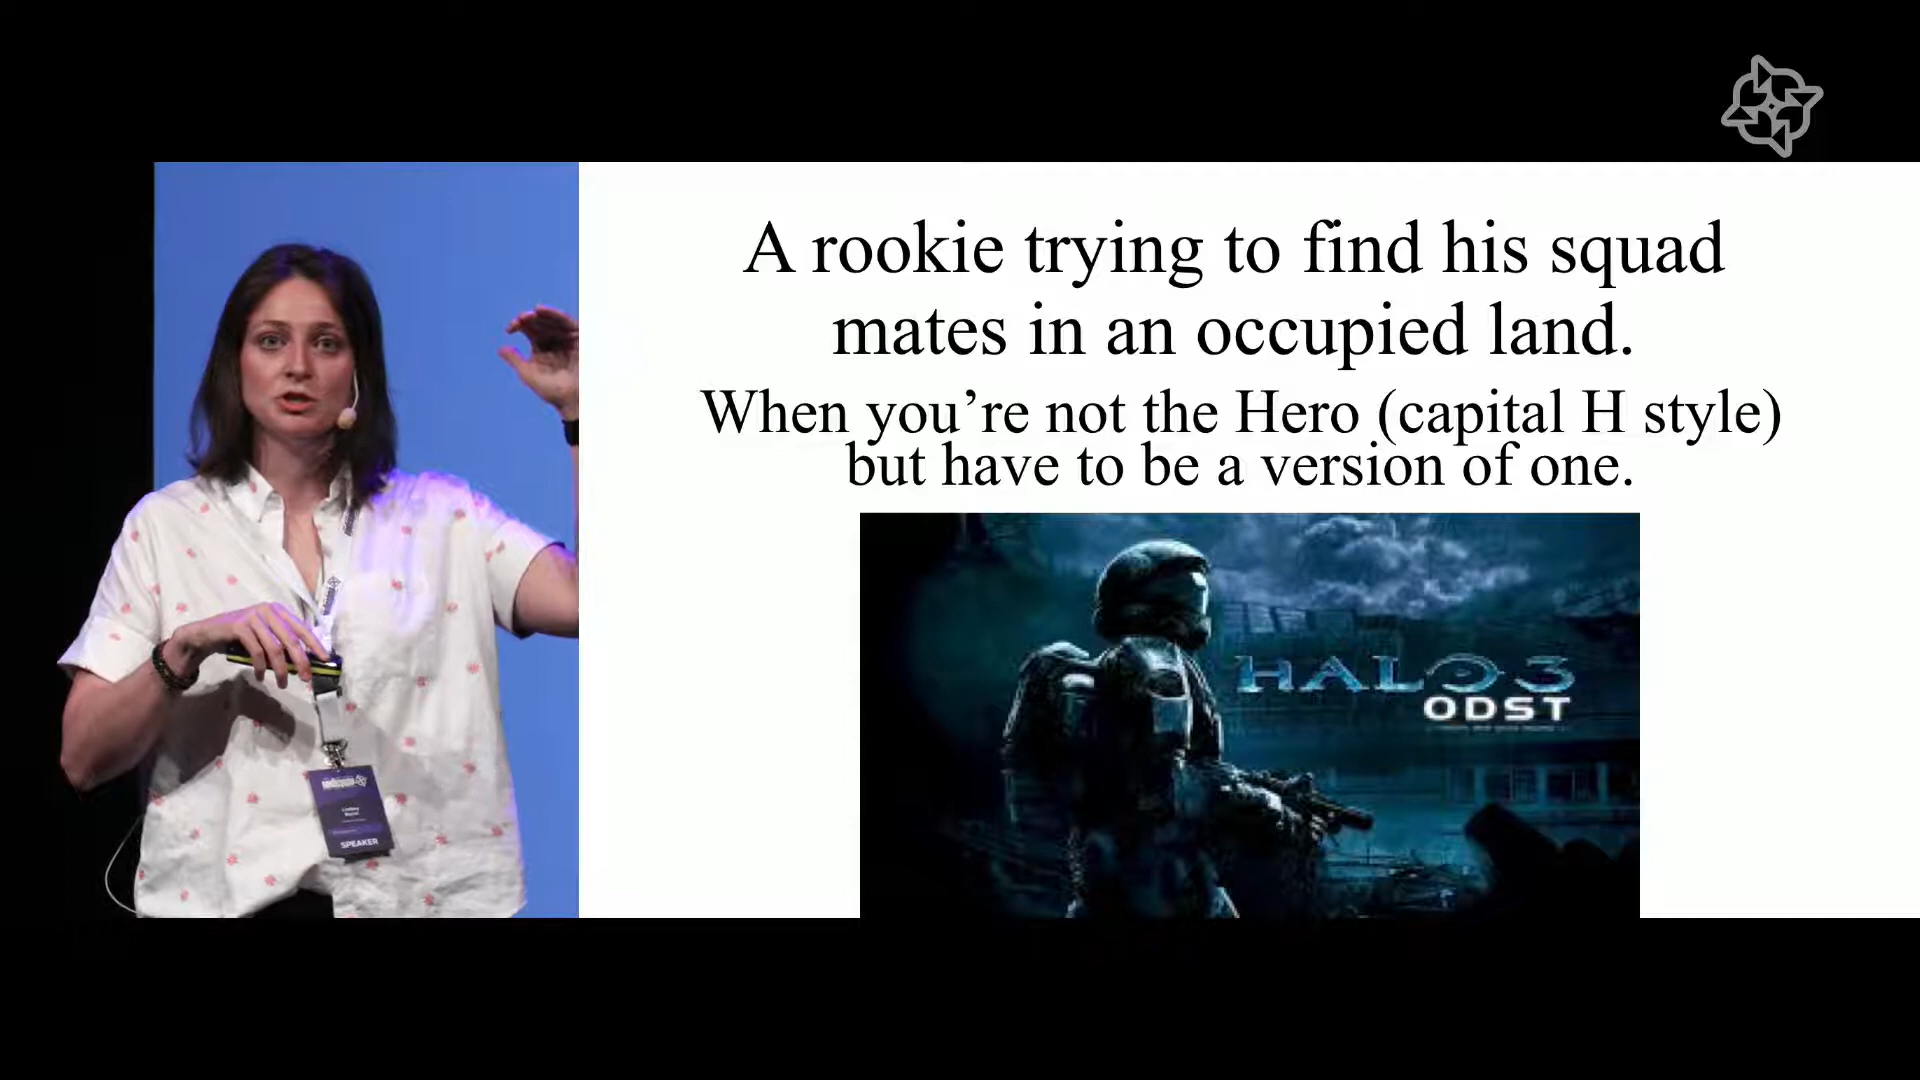 A rookie trying to find his squad
mates in an occupied land.
When you’re not the Hero (capital H style)
but have to be a version of one.
HALO 3
ODST
SPEAKER